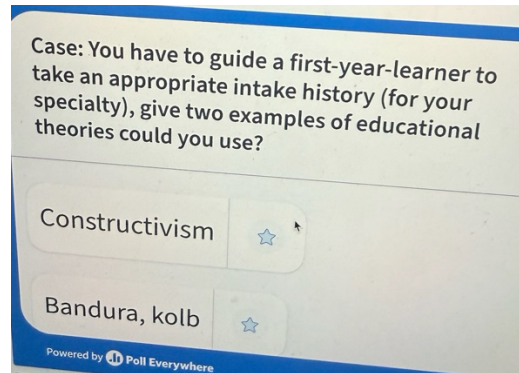 Case: You have to guide a first-year-learner to
take an appropriate intake history (for your
specialty), give two examples of educational
theories could you use?
Constructivism
Bandura, kolb
Powered by Poll Everywhere